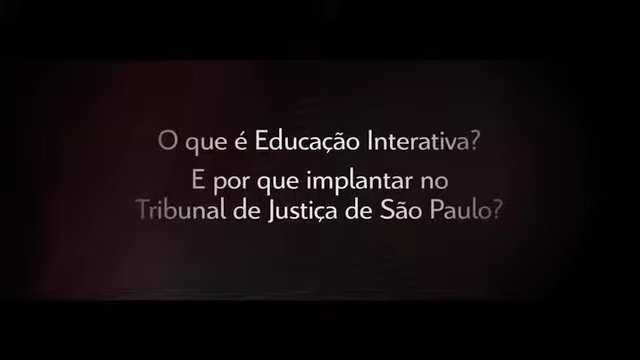 O que é Educação Interativa?
E por que implantar no
Tribunal de Justiça de São Paulo?